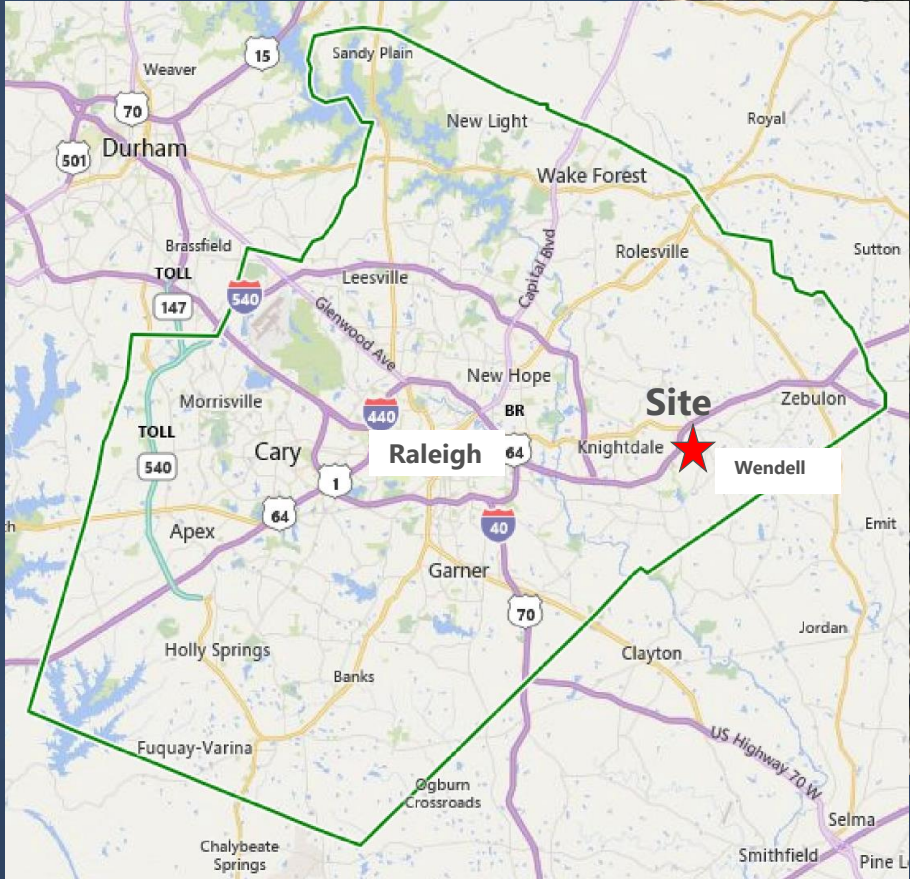 Sandy Plain
15
Weaver
70
New Light
Royal
Durham
501
Wake Forest
Capital Blvd
Brassfield
Rolesville
Sutton
TOLL
147
540
Leesville
Glenwood Ave
New Hope
Site
Zebulon
Morrisville
440
BR
64
TOLL
540
Cary
Raleigh
Knightdale
Wendell
1
64
40
Apex
Emit
Garner
70
Jordan
Holly Springs
Clayton
Banks
Fuquay-Varina
US Highway 70 W
Ogburn
Crossroads
Selma
Chalybeate
Springs
Smithfield
Pine L